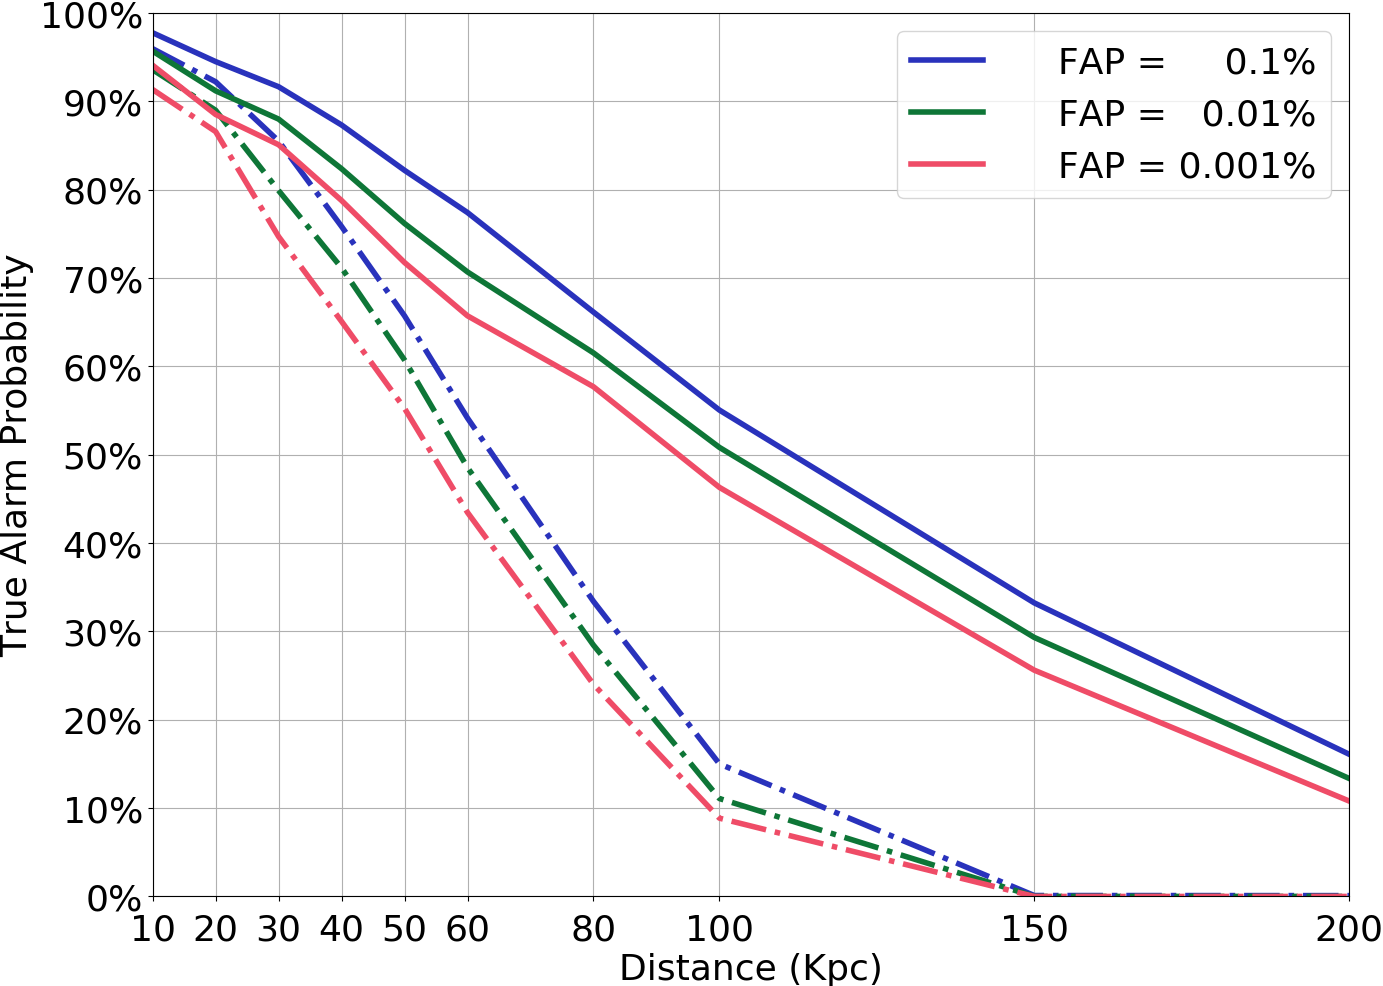 100%
90%
80%
70%
60%
50%
40%
30%
20%
10%
0%
True Alarm Probability
FAP = 0.1%
FAP = 0.01%
FAP = 0.001%
10 20 30 40 50 60 80 100 150 200
Distance (Kpc)